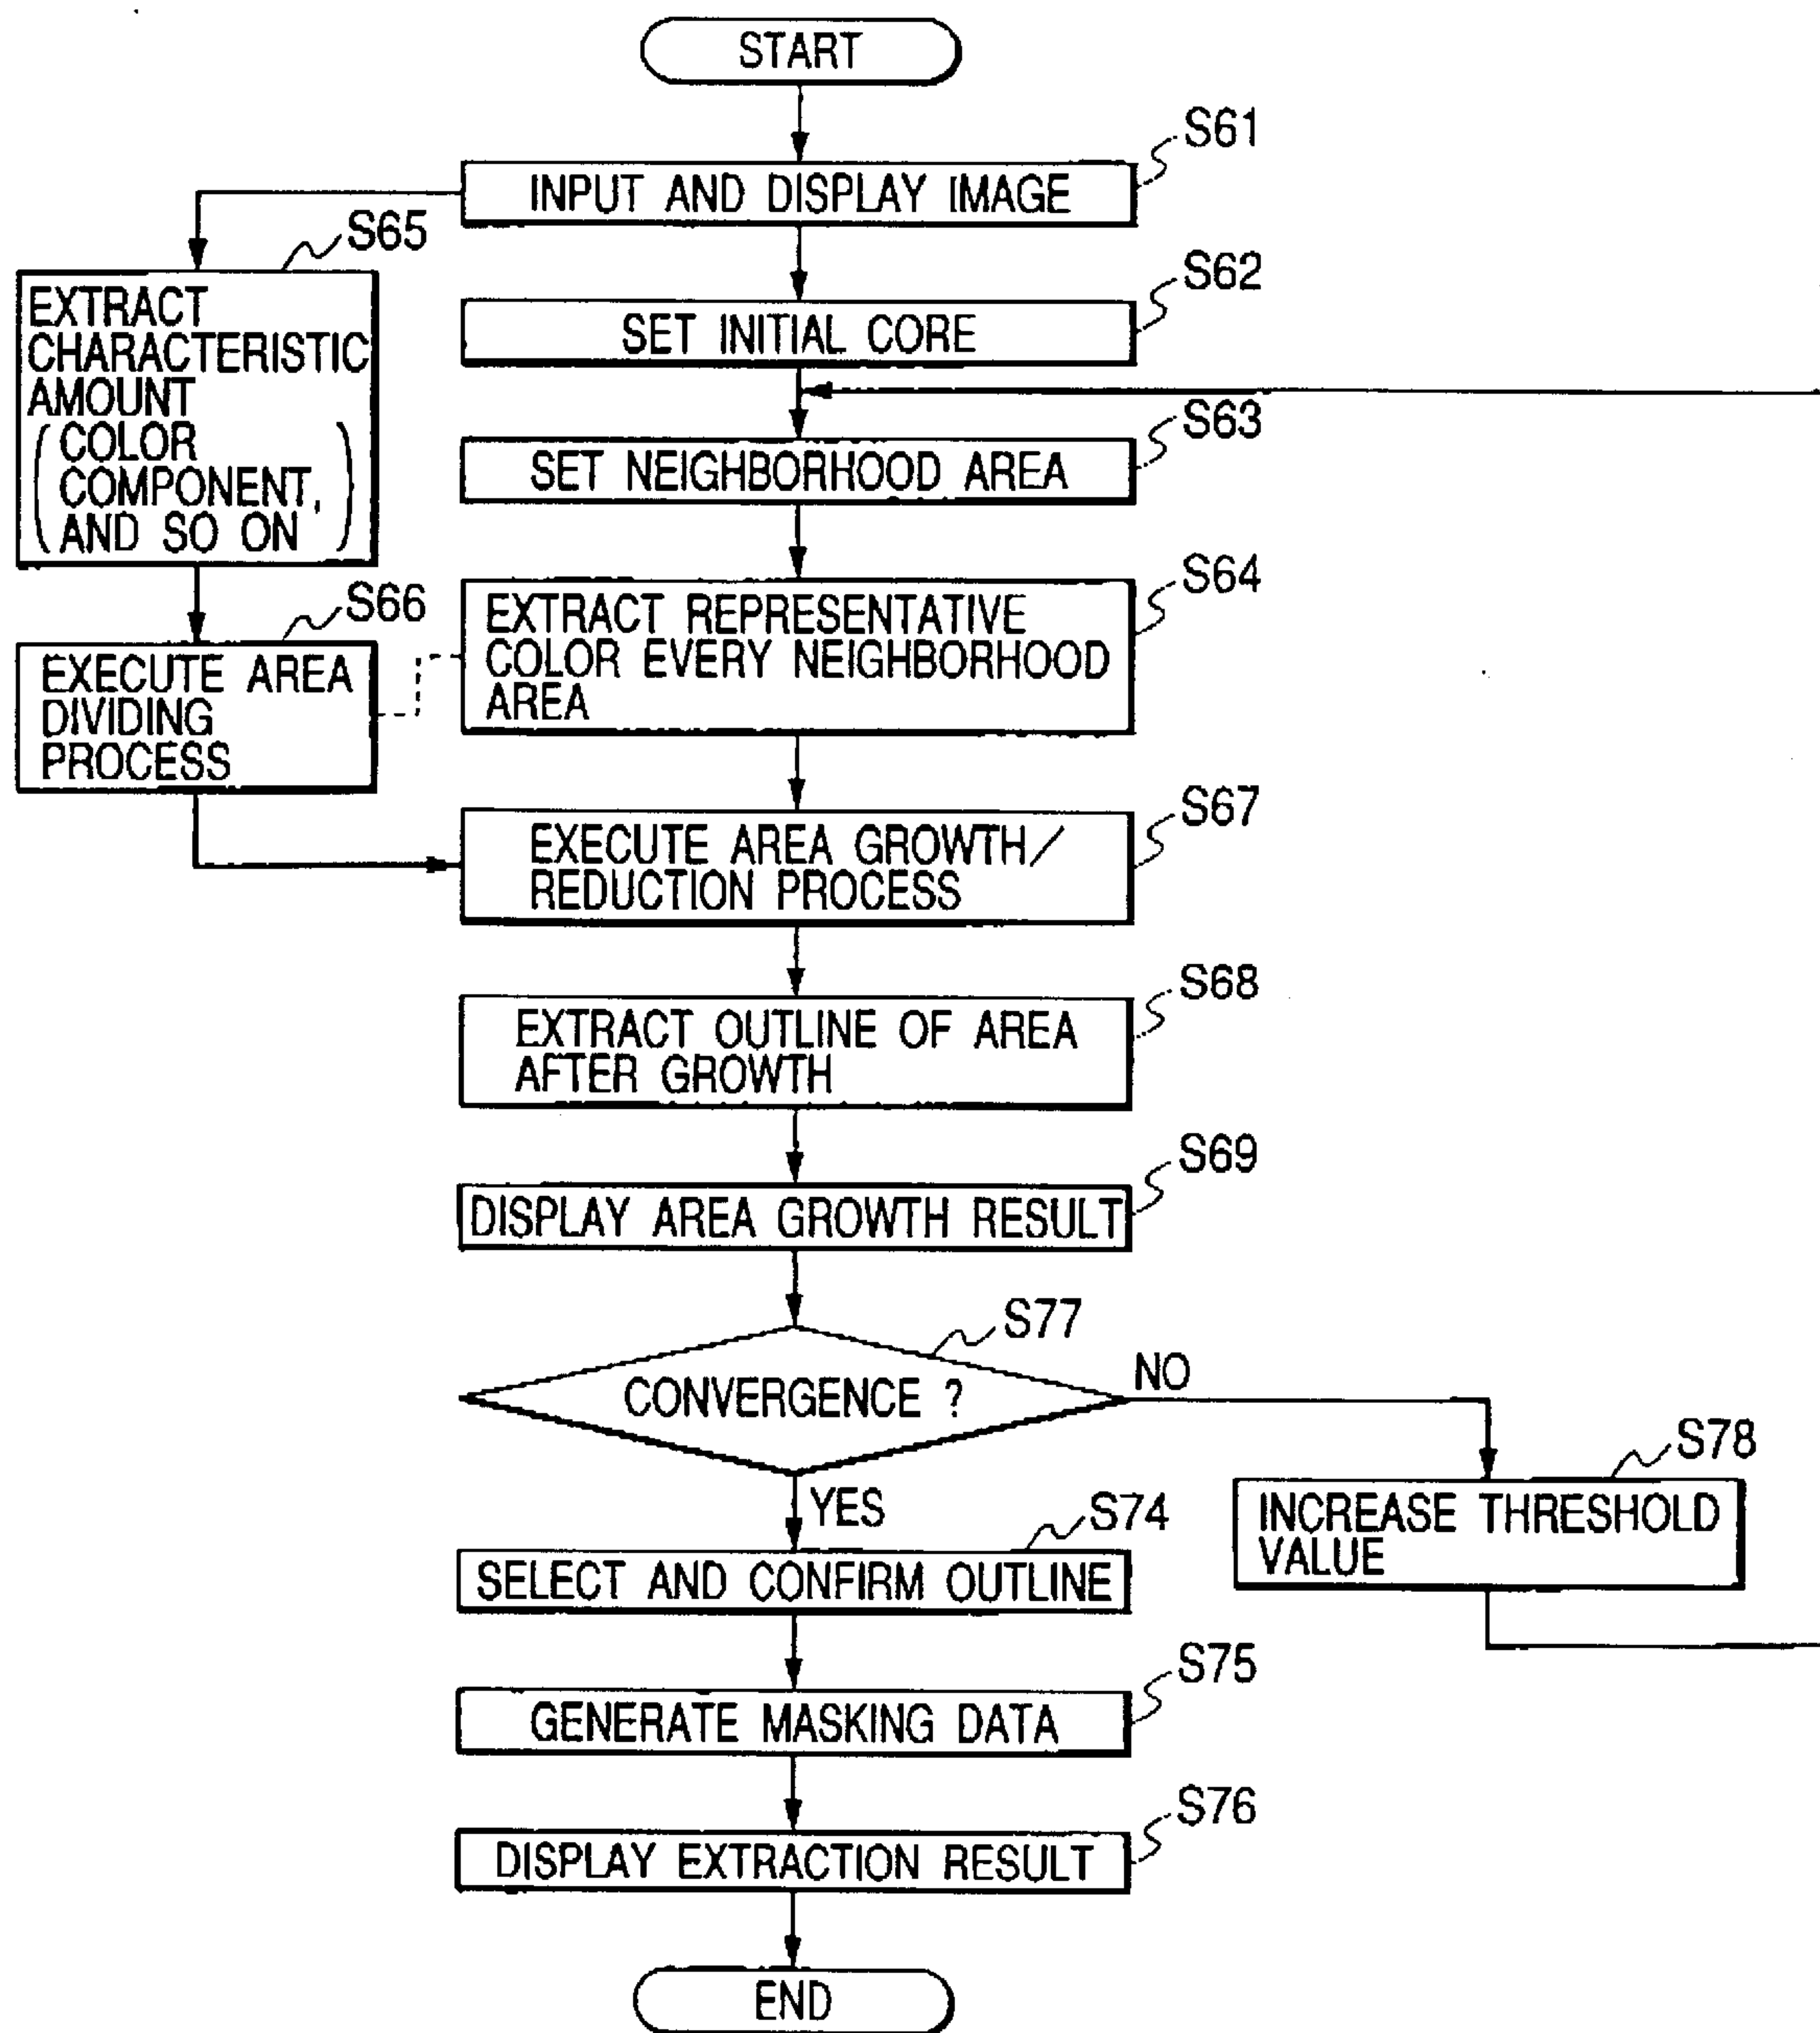 START
S61
INPUT AND DISPLAY IMAGE
S65
EXTRACT
CHARACTERISTIC
AMOUNT
(COLOR
COMPONENT,
AND SO ON)
S62
SET INITIAL CORE
S63
SET NEIGHBORHOOD AREA
S66
EXECUTE AREA
DIVIDING
PROCESS
S64
EXTRACT REPRESENTATIVE
COLOR EVERY NEIGHBORHOOD
AREA
S67
EXECUTE AREA GROWTH/
REDUCTION PROCESS
S68
EXTRACT OUTLINE OF AREA
AFTER GROWTH
S69
DISPLAY AREA GROWTH RESULT
S77
CONVERGENCE ?
NO
S78
INCREASE THRESHOLD
VALUE
YES
S74
SELECT AND CONFIRM OUTLINE
S75
GENERATE MASKING DATA
S76
DISPLAY EXTRACTION RESULT
END